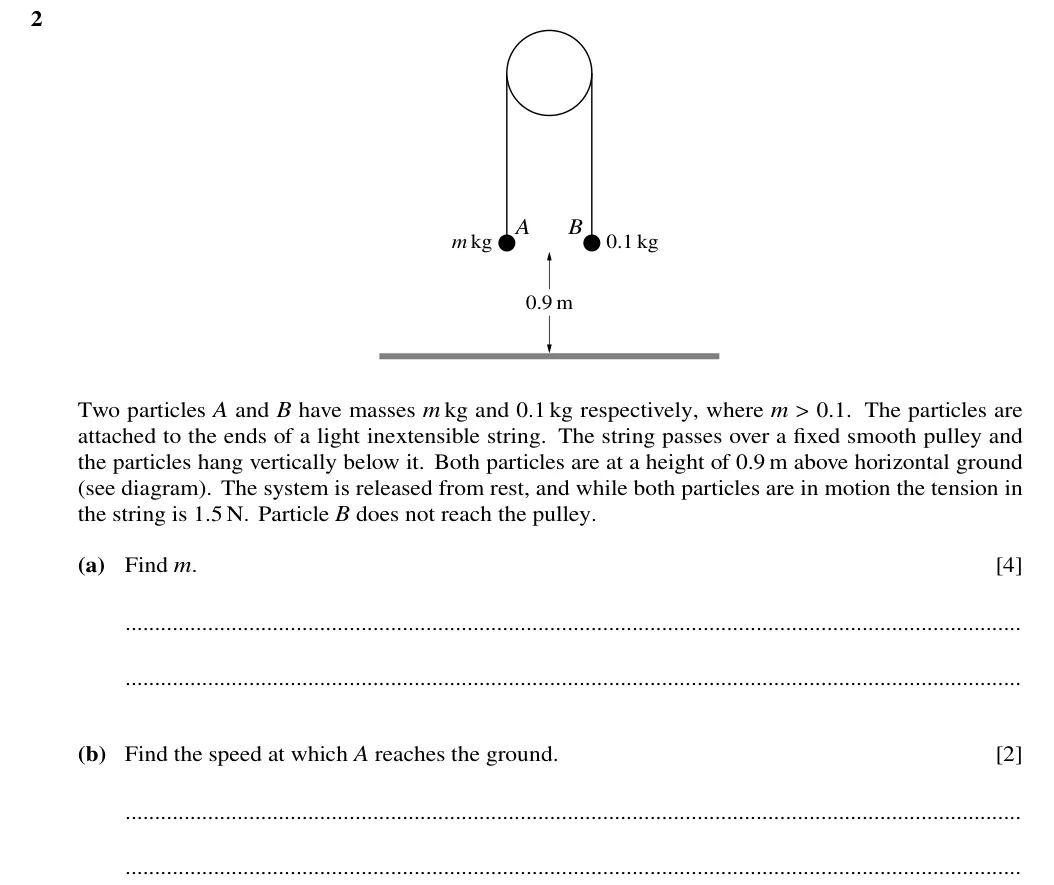 2
A B
m kg 0.1 kg
0.9 m
Two particles A and B have masses m kg and 0.1 kg respectively, where m > 0.1. The particles are
attached to the ends of a light inextensible string. The string passes over a fixed smooth pulley and
the particles hang vertically below it. Both particles are at a height of 0.9 m above horizontal ground
(see diagram). The system is released from rest, and while both particles are in motion the tension in
the string is 1.5 N. Particle B does not reach the pulley.
(a) Find m. [4]
(b) Find the speed at which A reaches the ground. [2]